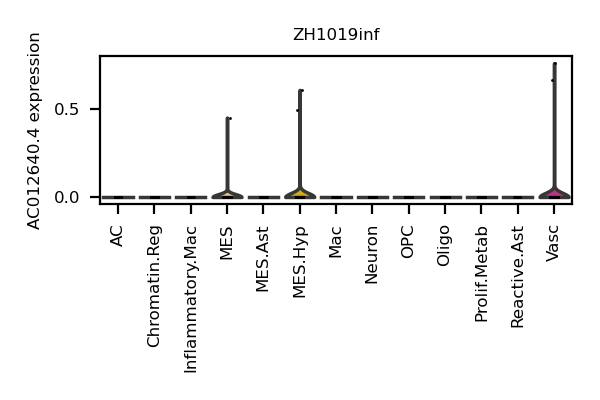 ZH1019inf
AC012640.4 expression
0.5
0.0
AC
Chromatin.Reg
Inflammatory.Mac
MES
MES.Ast
MES.Hyp
Mac
Neuron
OPC
Oligo
Prolif.Metab
Reactive.Ast
Vasc